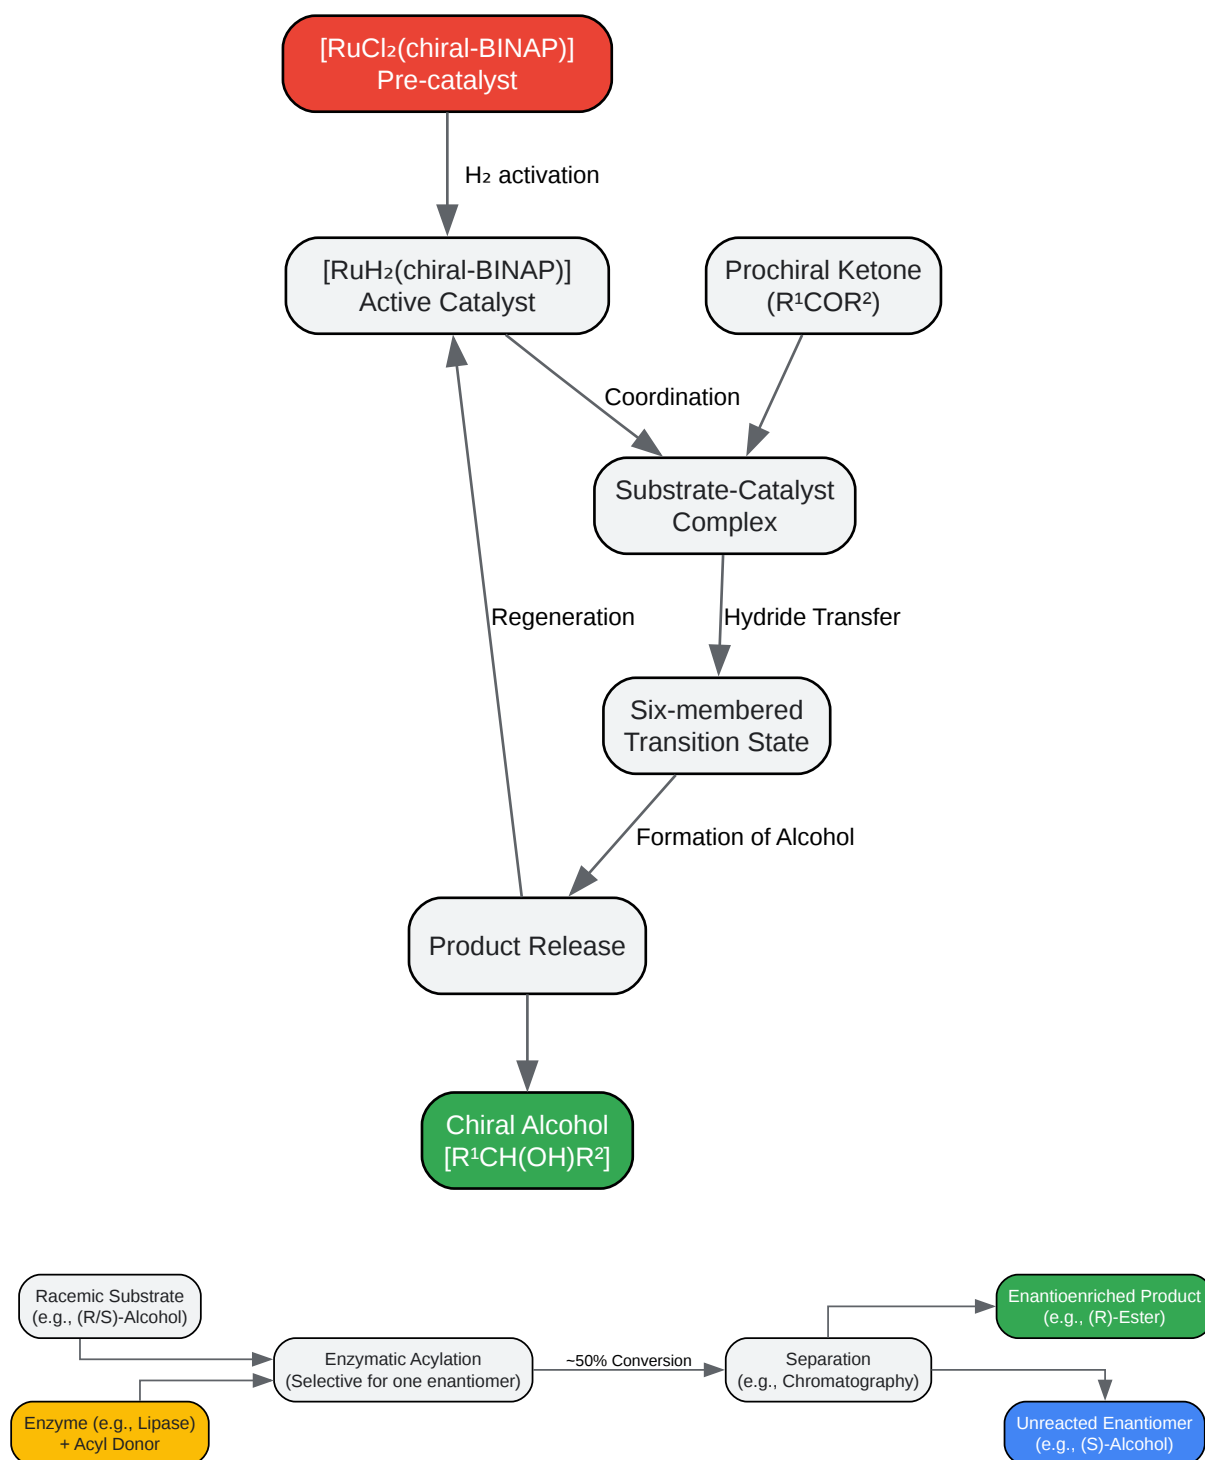 [RuCl₂(chiral-BINAP)]
Pre-catalyst
H₂ activation
[RuH₂(chiral-BINAP)]
Active Catalyst
Prochiral Ketone
(R¹COR²)
Coordination
Substrate-Catalyst
Complex
Regeneration
Hydride Transfer
Six-membered
Transition State
Formation of Alcohol
Product Release
Chiral Alcohol
[R¹CH(OH)R²]
Racemic Substrate
(e.g., (R/S)-Alcohol)
Enzyme (e.g., Lipase)
+ Acyl Donor
Enzymatic Acylation
(Selective for one enantiomer)
~50% Conversion
Separation
(e.g., Chromatography)
Enantioenriched Product
(e.g., (R)-Ester)
Unreacted Enantiomer
(e.g., (S)-Alcohol)